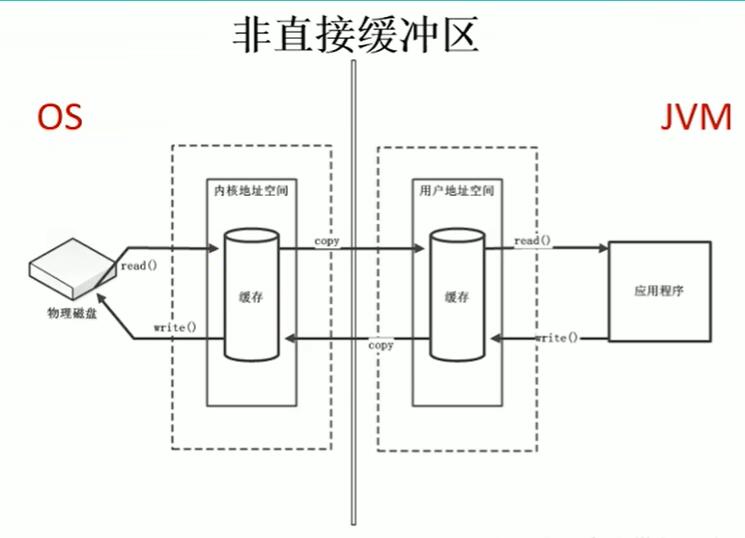 非直接缓冲区
OS
JVM
内核地址空间
用户地址空间
copy
read()
read()
缓存
缓存
应用程序
物理磁盘
write()
copy
write()